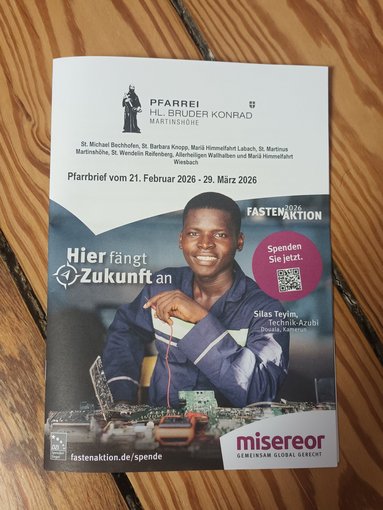 PFARREI
HL. BRUDER KONRAD
MARTINSHÖHE
St. Michael Bechhofen, St. Barbara Knopp, Mariä Himmelfahrt Labach, St. Martinus
Martinshöhe, St. Wendelin Reifenberg, Allerheiligen Wallhalben und Mariä Himmelfahrt
Wiesbach
Pfarrbrief vom 21. Februar 2026 - 29. März 2026
2026
FASTENAKTION
Hier fängt
Zukunft an
Spenden
Sie jetzt.
Silas Teyim,
Technik-Azubi
Douala, Kamerun
misereor
GEMEINSAM GLOBAL GERECHT
fastenaktion.de/spende